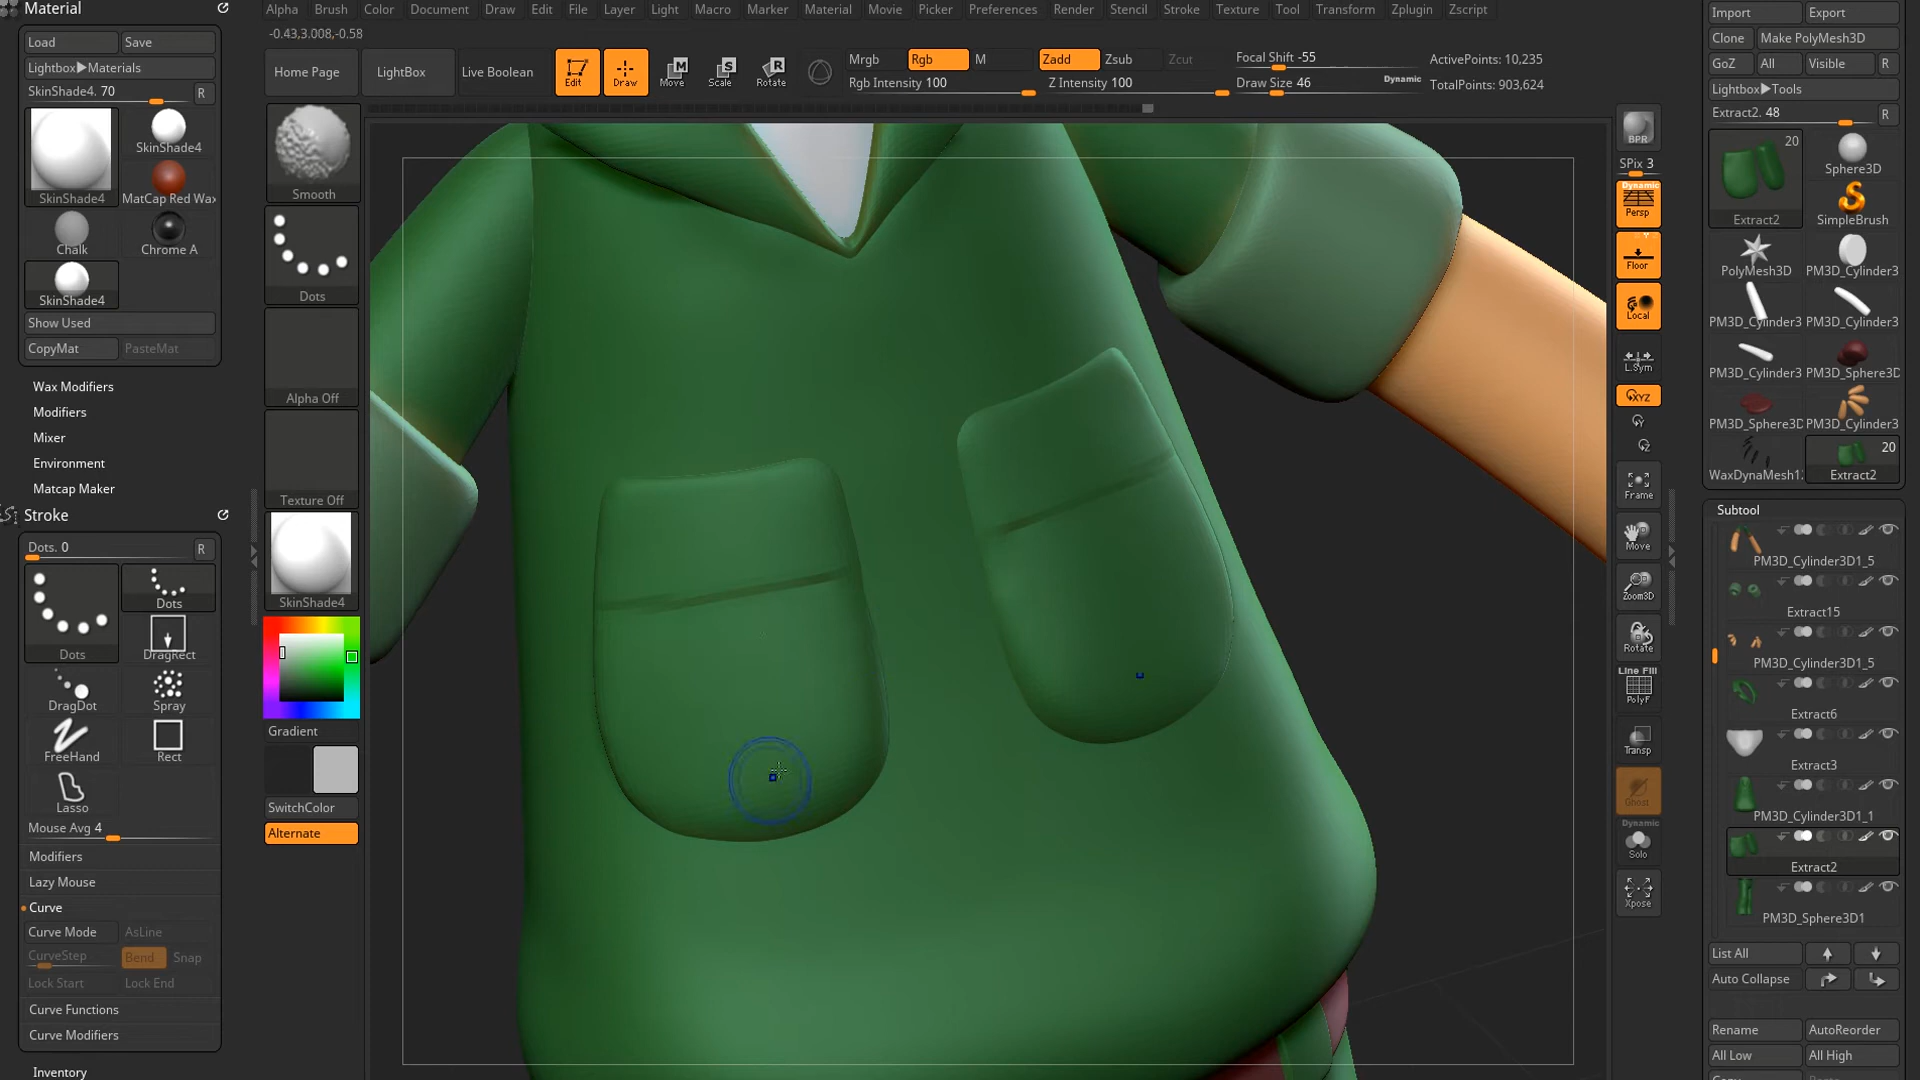 Material
Load
Save
Lightbox▶Materials
SkinShade4. 70
R
SkinShade4
SkinShade4
MatCap Red Wax
Chalk
Chrome A
SkinShade4
Show Used
CopyMat
PasteMat
Wax Modifiers
Modifiers
Mixer
Environment
Matcap Maker
Stroke
Dots. 0
R
Dots
Dots
DragRect
DragDot
Spray
FreeHand
Rect
Lasso
Mouse Avg 4
Modifiers
Lazy Mouse
Curve
Curve Mode
AsLine
CurveStep
Bend
Snap
Lock Start
Lock End
Curve Functions
Curve Modifiers
Inventory
Alpha
Brush
Color
Document
Draw
Edit
File
Layer
Light
Macro
Marker
Material
Movie
Picker
Preferences
Render
Stencil
Stroke
Texture
Tool
Transform
Zplugin
Zscript
-0.43,3.008,-0.58
Home Page
LightBox
Live Boolean
Edit
Draw
Move
Scale
Rotate
Mrgb
Rgb
M
Rgb Intensity 100
Zadd
Zsub
Zcut
Z Intensity 100
Focal Shift -55
Draw Size 46
Dynamic
ActivePoints: 10,235
TotalPoints: 903,624
Smooth
Dots
Alpha Off
Texture Off
SkinShade4
Gradient
SwitchColor
Alternate
BPR
SPix 3
Dynamic
Persp
Floor
Local
L.Sym
XYZ
Frame
Move
Zoom3D
Rotate
Line Fill
PolyF
Transp
Ghost
Dynamic
Solo
Xpose
Import
Export
Clone
Make PolyMesh3D
GoZ
All
Visible
R
Lightbox▶Tools
Extract2. 48
R
20
Extract2
Sphere3D
SimpleBrush
PolyMesh3D
PM3D_Cylinder3
PM3D_Cylinder3
PM3D_Cylinder3
PM3D_Cylinder3
PM3D_Sphere3D
PM3D_Sphere3D
PM3D_Cylinder3
WaxDynaMesh1
20
Extract2
Subtool
PM3D_Cylinder3D1_5
Extract15
PM3D_Cylinder3D1_5
Extract6
Extract3
PM3D_Cylinder3D1_1
Extract2
PM3D_Sphere3D1
List All
Auto Collapse
Rename
AutoReorder
All Low
All High